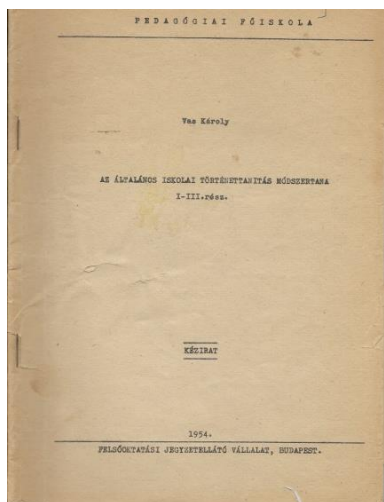 PEDAGÓGIAI FŐISKOLA
Vas Károly
AZ ÁLTALÁNOS ISKOLAI TÖRTÉNETTANITÁS MÓDSZERTANA
I-III.rész.
KÉZIRAT
1954.
FELSŐOKTATÁSI JEGYZETELLÁTÓ VÁLLALAT, BUDAPEST.